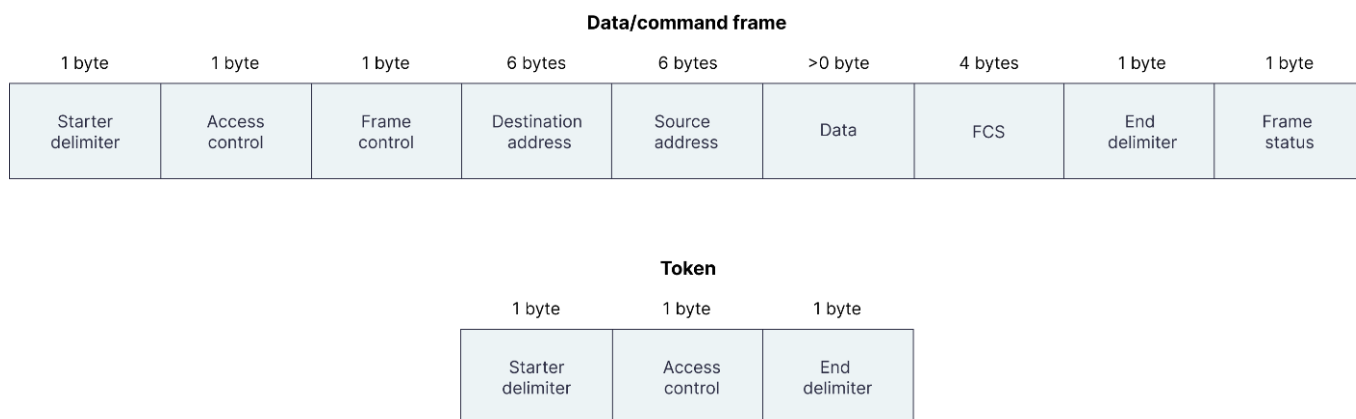 Data/command frame
1 byte 1 byte 1 byte 6 bytes 6 bytes >0 byte 4 bytes 1 byte 1 byte
Starter delimiter Access control Frame control Destination address Source address Data FCS End delimiter Frame status
Token
1 byte 1 byte 1 byte
Starter delimiter Access control End delimiter